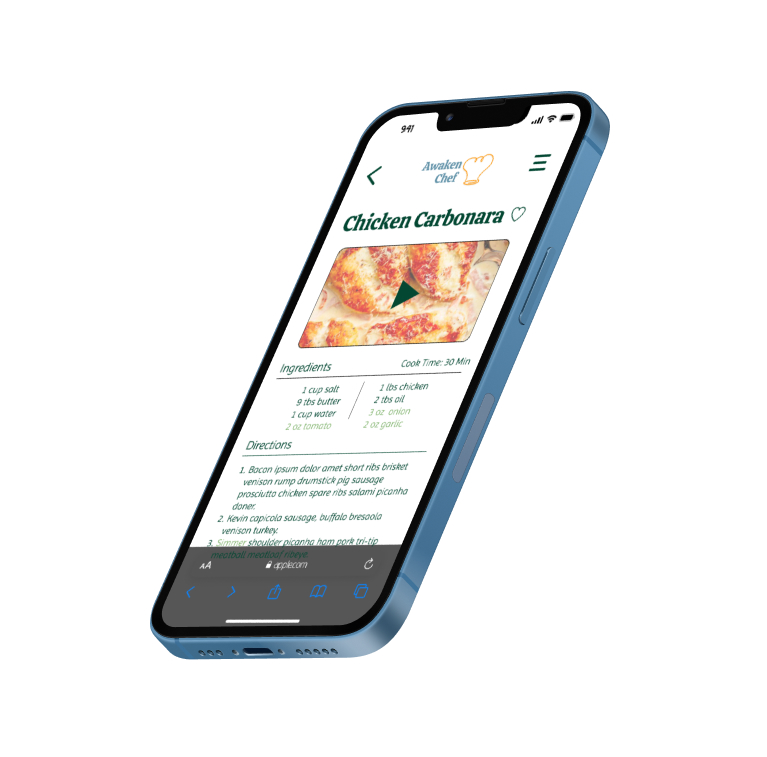 9:41
Awaken
Chef
Chicken Carbonara
Ingredients
Cook Time: 30 Min
1 cup salt
9 tbs butter
1 cup water
2 oz tomato
1 lbs chicken
2 tbs oil
3 oz onion
2 oz garlic
Directions
1. Bacon ipsum dolor amet short ribs brisket
venison rump drumstick pig sausage
prosciutto chicken spare ribs salami picanha
doner.
2. Kevin capicola sausage, buffalo bresaola
venison turkey.
3. Simmer shoulder picanha ham pork tri-tip
meatball meatloaf ribeye.
AA
apple.com